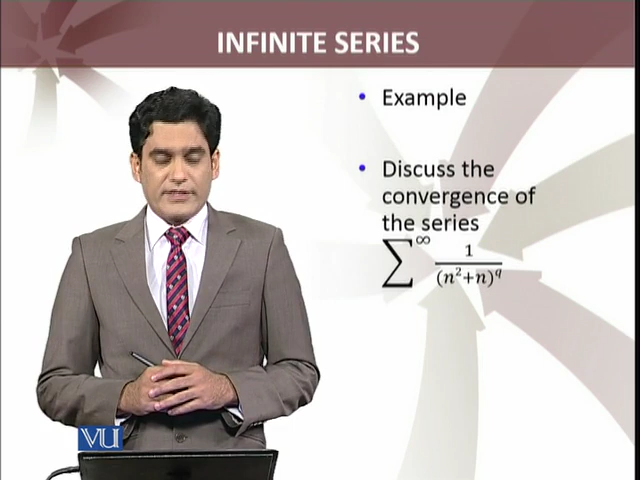 INFINITE SERIES
• Example
• Discuss the
convergence of
the series
∑^∞ 1/(n²+n)^q
VU